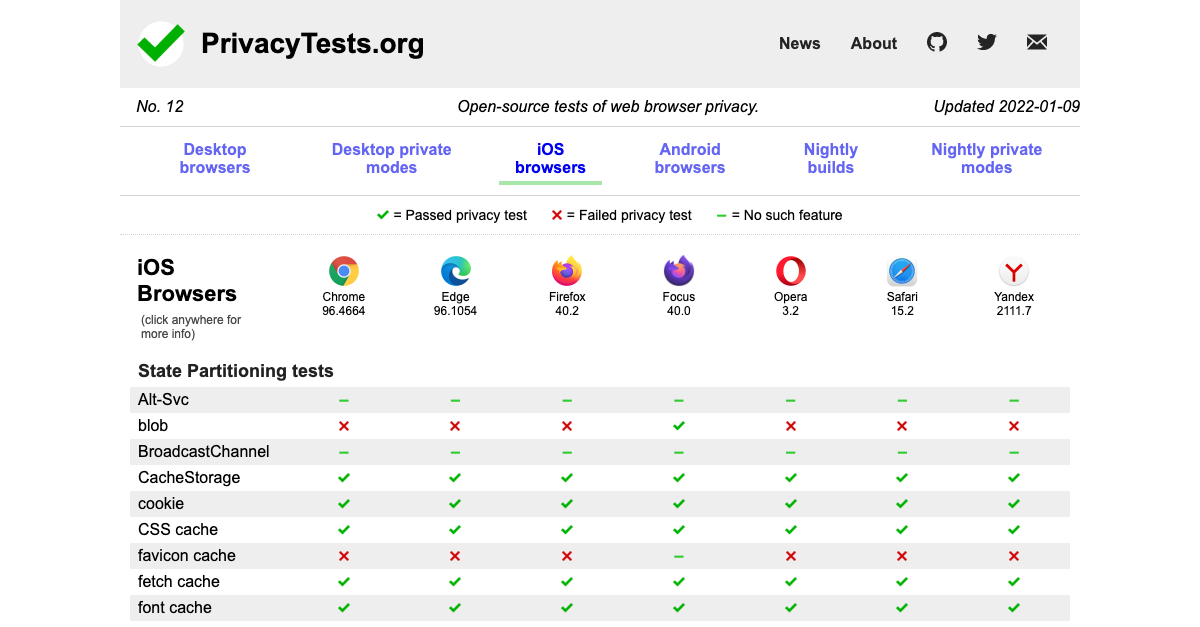 PrivacyTests.org
News About
No. 12 Open-source tests of web browser privacy. Updated 2022-01-09
Desktop browsers Desktop private modes iOS browsers Android browsers Nightly builds Nightly private modes
✓ = Passed privacy test ✕ = Failed privacy test – = No such feature
iOS
Browsers
(click anywhere for
more info)
Chrome Edge Firefox Focus Opera Safari Yandex
96.4664 96.1054 40.2 40.0 3.2 15.2 2111.7
State Partitioning tests
Alt-Svc – – – – – – –
blob ✕ ✕ ✕ ✓ ✕ ✕ ✕
BroadcastChannel – – – – – – –
CacheStorage ✓ ✓ ✓ ✓ ✓ ✓ ✓
cookie ✓ ✓ ✓ ✓ ✓ ✓ ✓
CSS cache ✓ ✓ ✓ ✓ ✓ ✓ ✓
favicon cache ✕ ✕ ✕ – ✕ ✕ ✕
fetch cache ✓ ✓ ✓ ✓ ✓ ✓ ✓
font cache ✓ ✓ ✓ ✓ ✓ ✓ ✓